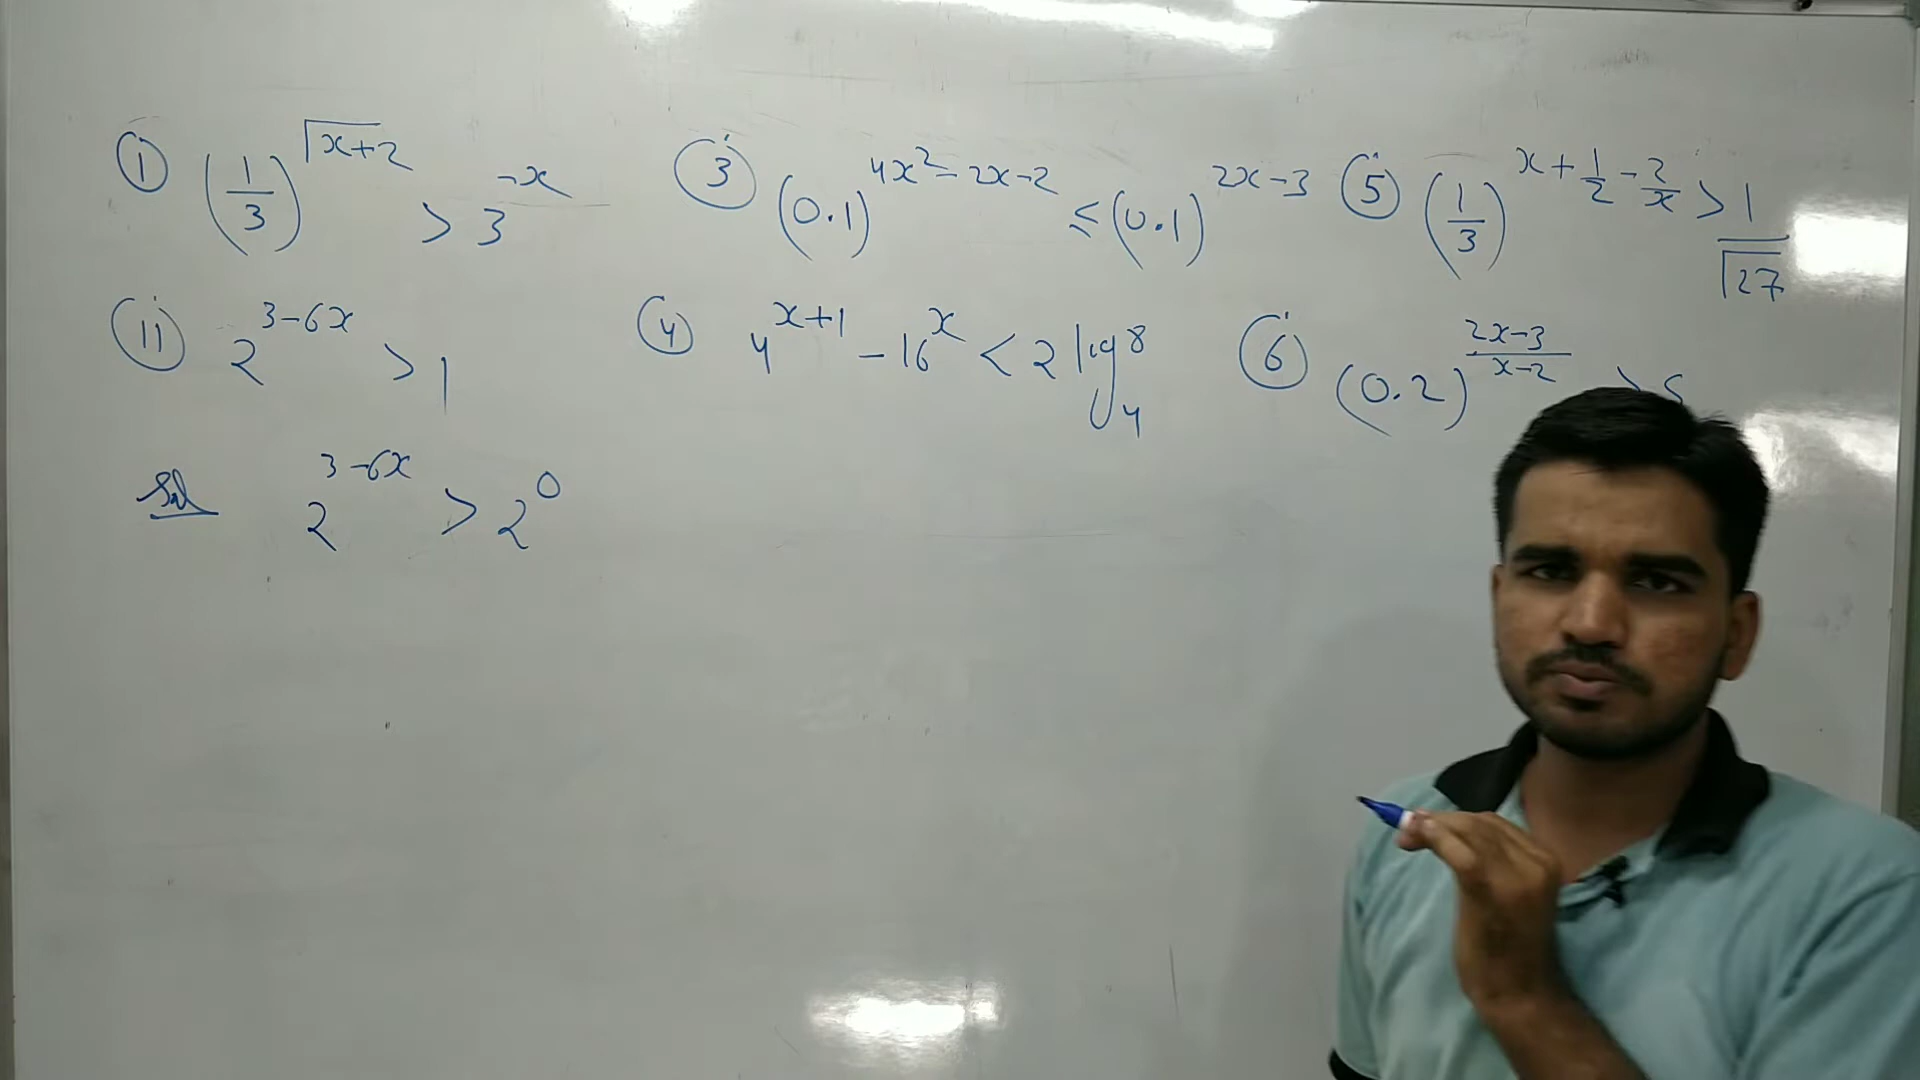 ① (1/3)^√(x+2) > 3^-x
③ (0.1)^4x²-2x-2 ≤ (0.1)^2x-3
⑤ (1/3)^x+1/2-2/x > 1/√27
ⓘⓘ 2^3-6x > 1
④ 4^x+1 - 16^x < 2 log_4 8
⑥ (0.2)^(2x-3)/(x-2) >
Sol 2^3-6x > 2^0